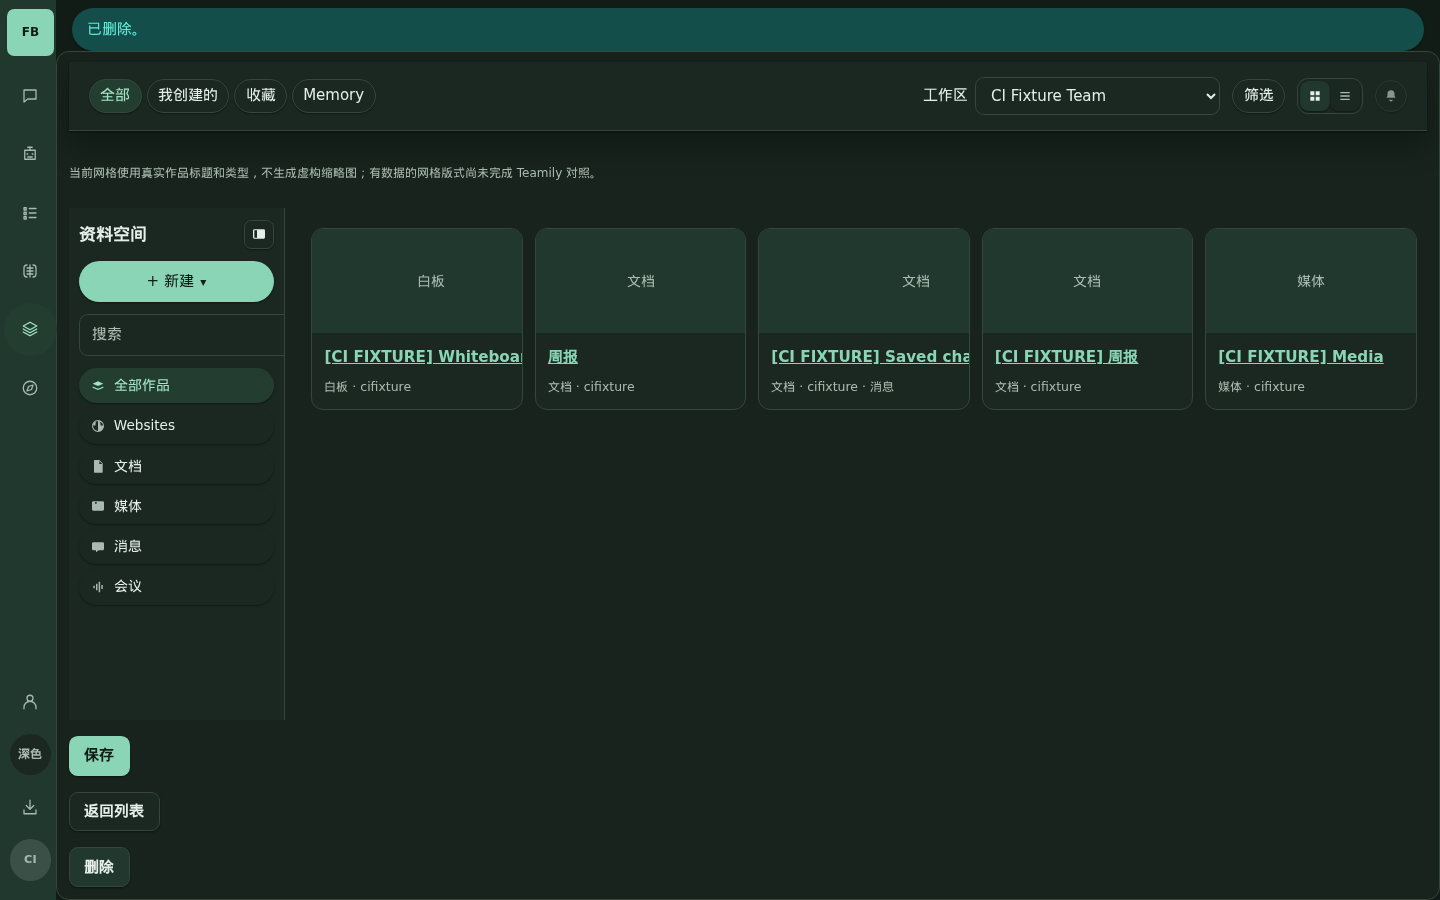 FB
已删除。
全部
我创建的
收藏
Memory
工作区
CI Fixture Team
筛选
当前网格使用真实作品标题和类型，不生成虚构缩略图；有数据的网格版式尚未完成 Teamily 对照。
资料空间
+ 新建 ▾
搜索
全部作品
Websites
文档
媒体
消息
会议
白板
[CI FIXTURE] Whiteboar
白板 · cifixture
文档
周报
文档 · cifixture
文档
[CI FIXTURE] Saved cha
文档 · cifixture · 消息
文档
[CI FIXTURE] 周报
文档 · cifixture
媒体
[CI FIXTURE] Media
媒体 · cifixture
深色
CI
保存
返回列表
删除